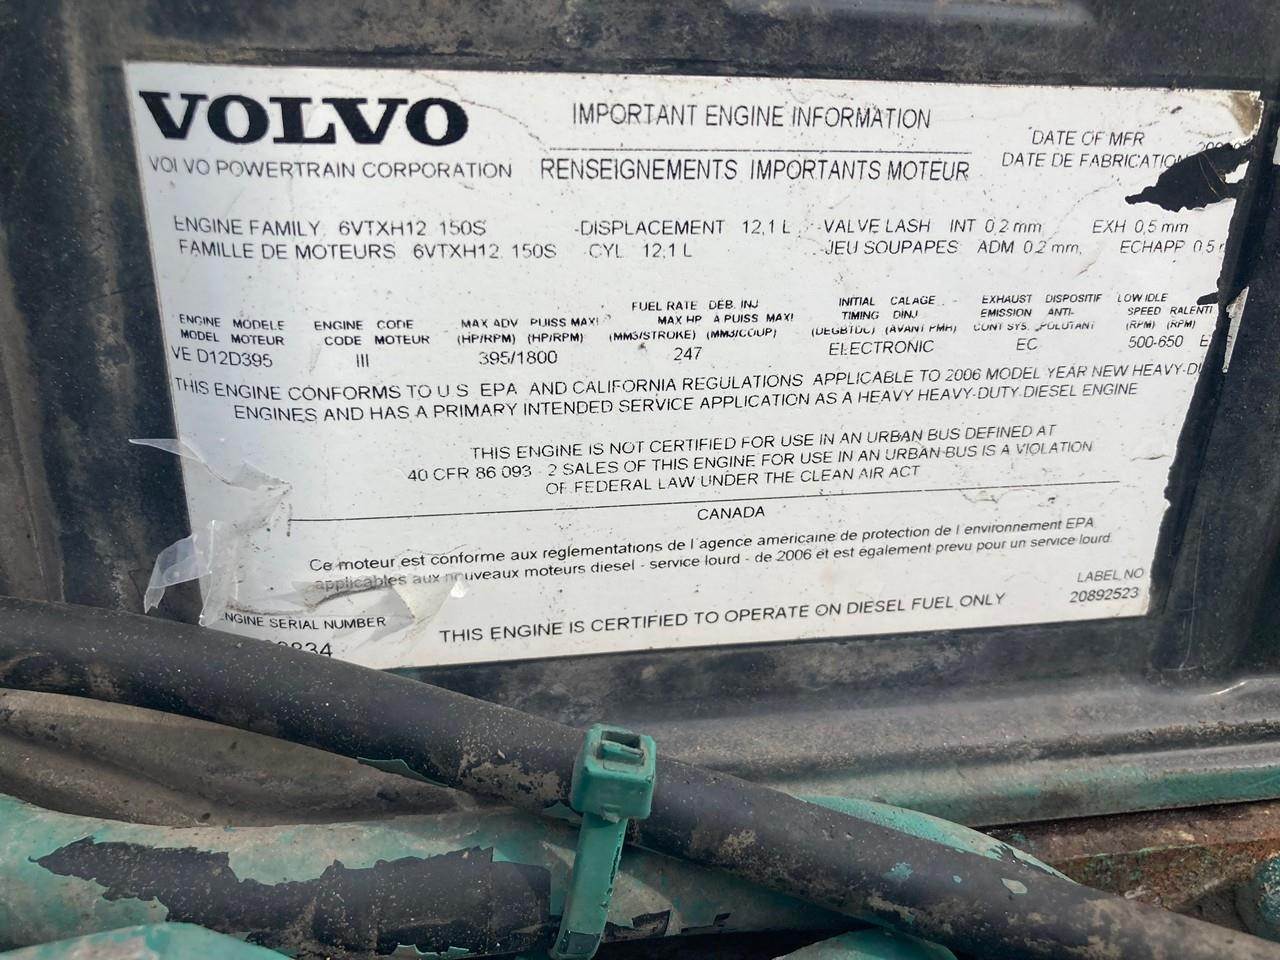 VOLVO
VOLVO POWERTRAIN CORPORATION
IMPORTANT ENGINE INFORMATION
RENSEIGNEMENTS IMPORTANTS MOTEUR
DATE OF MFR
DATE DE FABRICATION
ENGINE FAMILY 6VTXH12 150S DISPLACEMENT 12,1 L VALVE LASH INT 0,2 mm EXH 0,5 mm
FAMILLE DE MOTEURS 6VTXH12 150S CYL 12,1 L JEU SOUPAPES ADM 0,2 mm, ECHAPP 0,5
ENGINE MODELE
MODEL MOTEUR
VE D12D395
ENGINE CODE
CODE MOTEUR
III
MAX ADV PUISS MAXI
(HP/RPM) (HP/RPM)
395/1800
FUEL RATE DEB. INJ
MAX HP A PUISS MAXI
(MM3/STROKE) (MM3/COUP)
247
INITIAL CALAGE
TIMING DINJ
(DEGBTDC) (AVANT PMH)
ELECTRONIC
EXHAUST DISPOSITIF
EMISSION ANTI-
CONT SYS. POLUTANT
EC
LOW IDLE
SPEED RALENTI
(RPM) (RPM)
500-650
THIS ENGINE CONFORMS TO U.S EPA AND CALIFORNIA REGULATIONS APPLICABLE TO 2006 MODEL YEAR NEW HEAVY-DU
ENGINES AND HAS A PRIMARY INTENDED SERVICE APPLICATION AS A HEAVY HEAVY-DUTY DIESEL ENGINE
THIS ENGINE IS NOT CERTIFIED FOR USE IN AN URBAN BUS DEFINED AT
40 CFR 86 093 - 2 SALES OF THIS ENGINE FOR USE IN AN URBAN-BUS IS A VIOLATION
OF FEDERAL LAW UNDER THE CLEAN AIR ACT
CANADA
Ce moteur est conforme aux réglementations de l'agence americaine de protection de l'environnement EPA
applicables aux nouveaux moteurs diesel - service lourd - de 2006 et est également prevu pour un service lourd.
LABEL NO
20892523
ENGINE SERIAL NUMBER
834
THIS ENGINE IS CERTIFIED TO OPERATE ON DIESEL FUEL ONLY